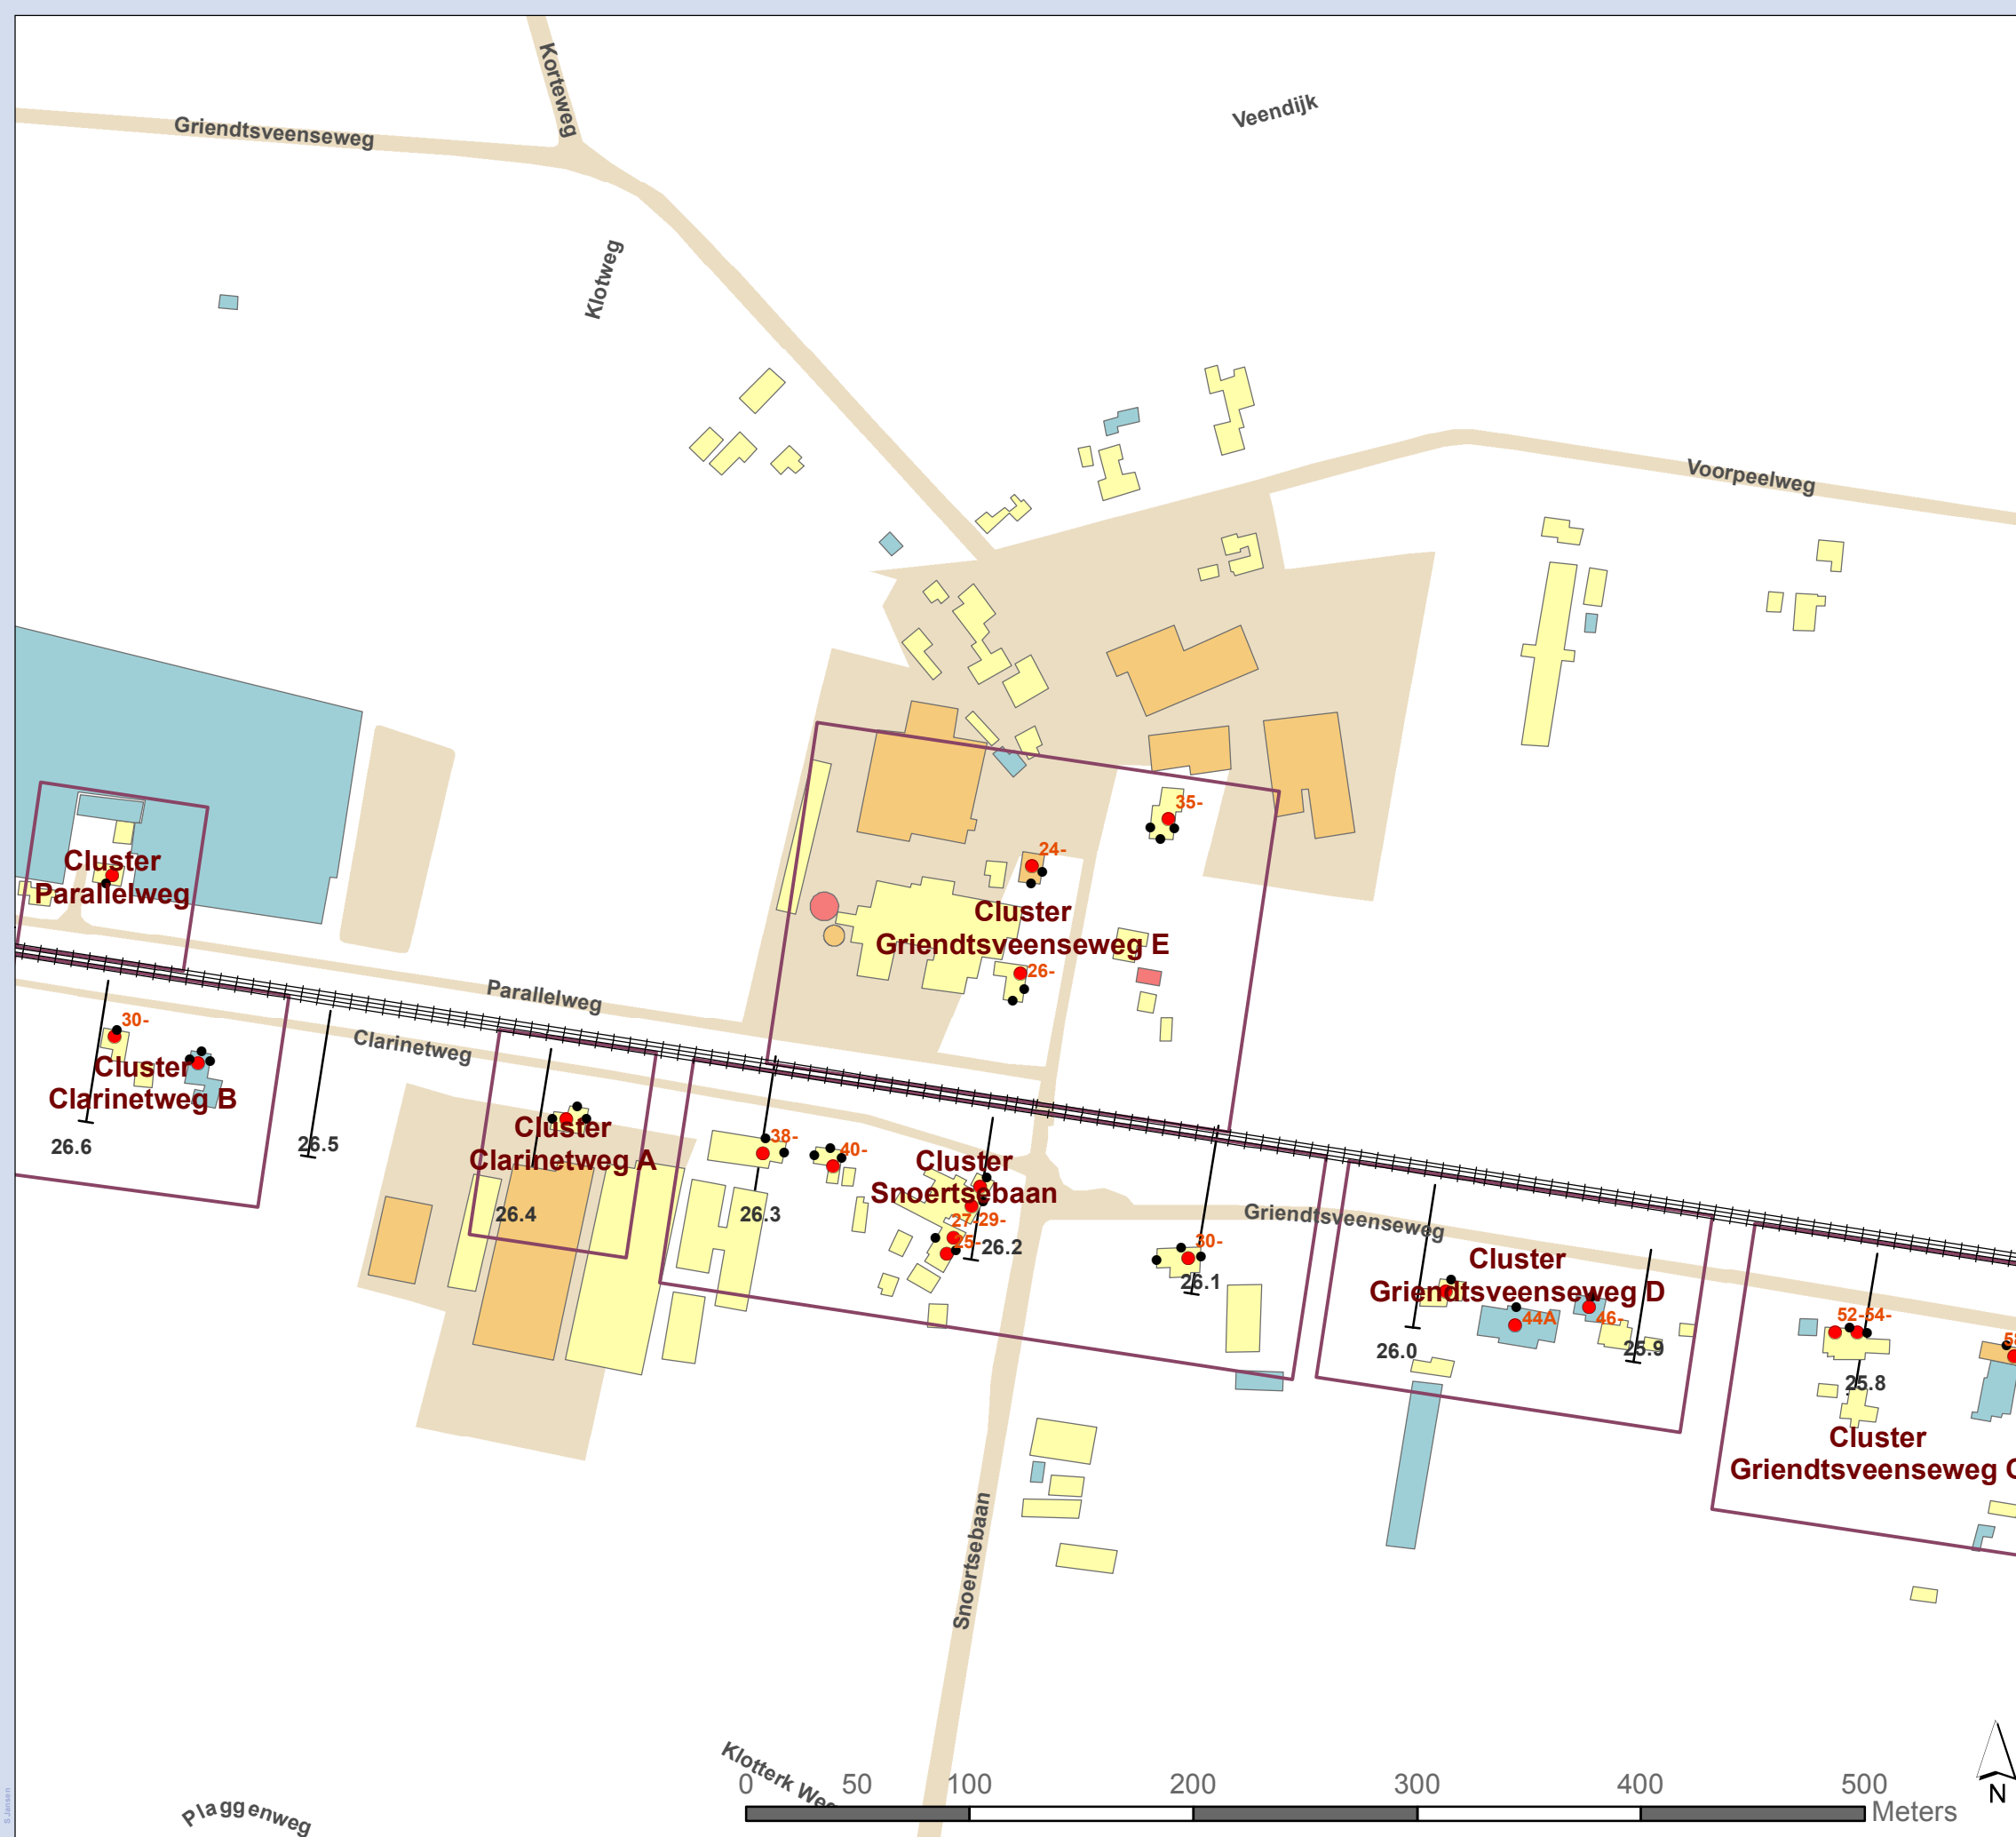 Korteweg
Veendijk
Griendtsveenseweg
Klotweg
Voorpeelweg
35-
24-
Cluster
Parallelweg
Cluster
Griendtsveenseweg E
26-
Parallelweg
30-
Clarinetweg
Cluster
Clarinetweg B
26.6
26.5
Cluster
Clarinetweg A
38-
40-
Cluster
Snoertsebaan
26.4
26.3
27-29-
25-
26.2
Griendtsveenseweg
30-
26.1
Cluster
Griendtsveenseweg D
44A
46-
26.0
25.9
52-54-
25.8
Cluster
Griendtsveenseweg
Snoertsebaan
Klotterk
0 50 100 200 300 400 500
Meters
N
Plaggenweg
S Jansen